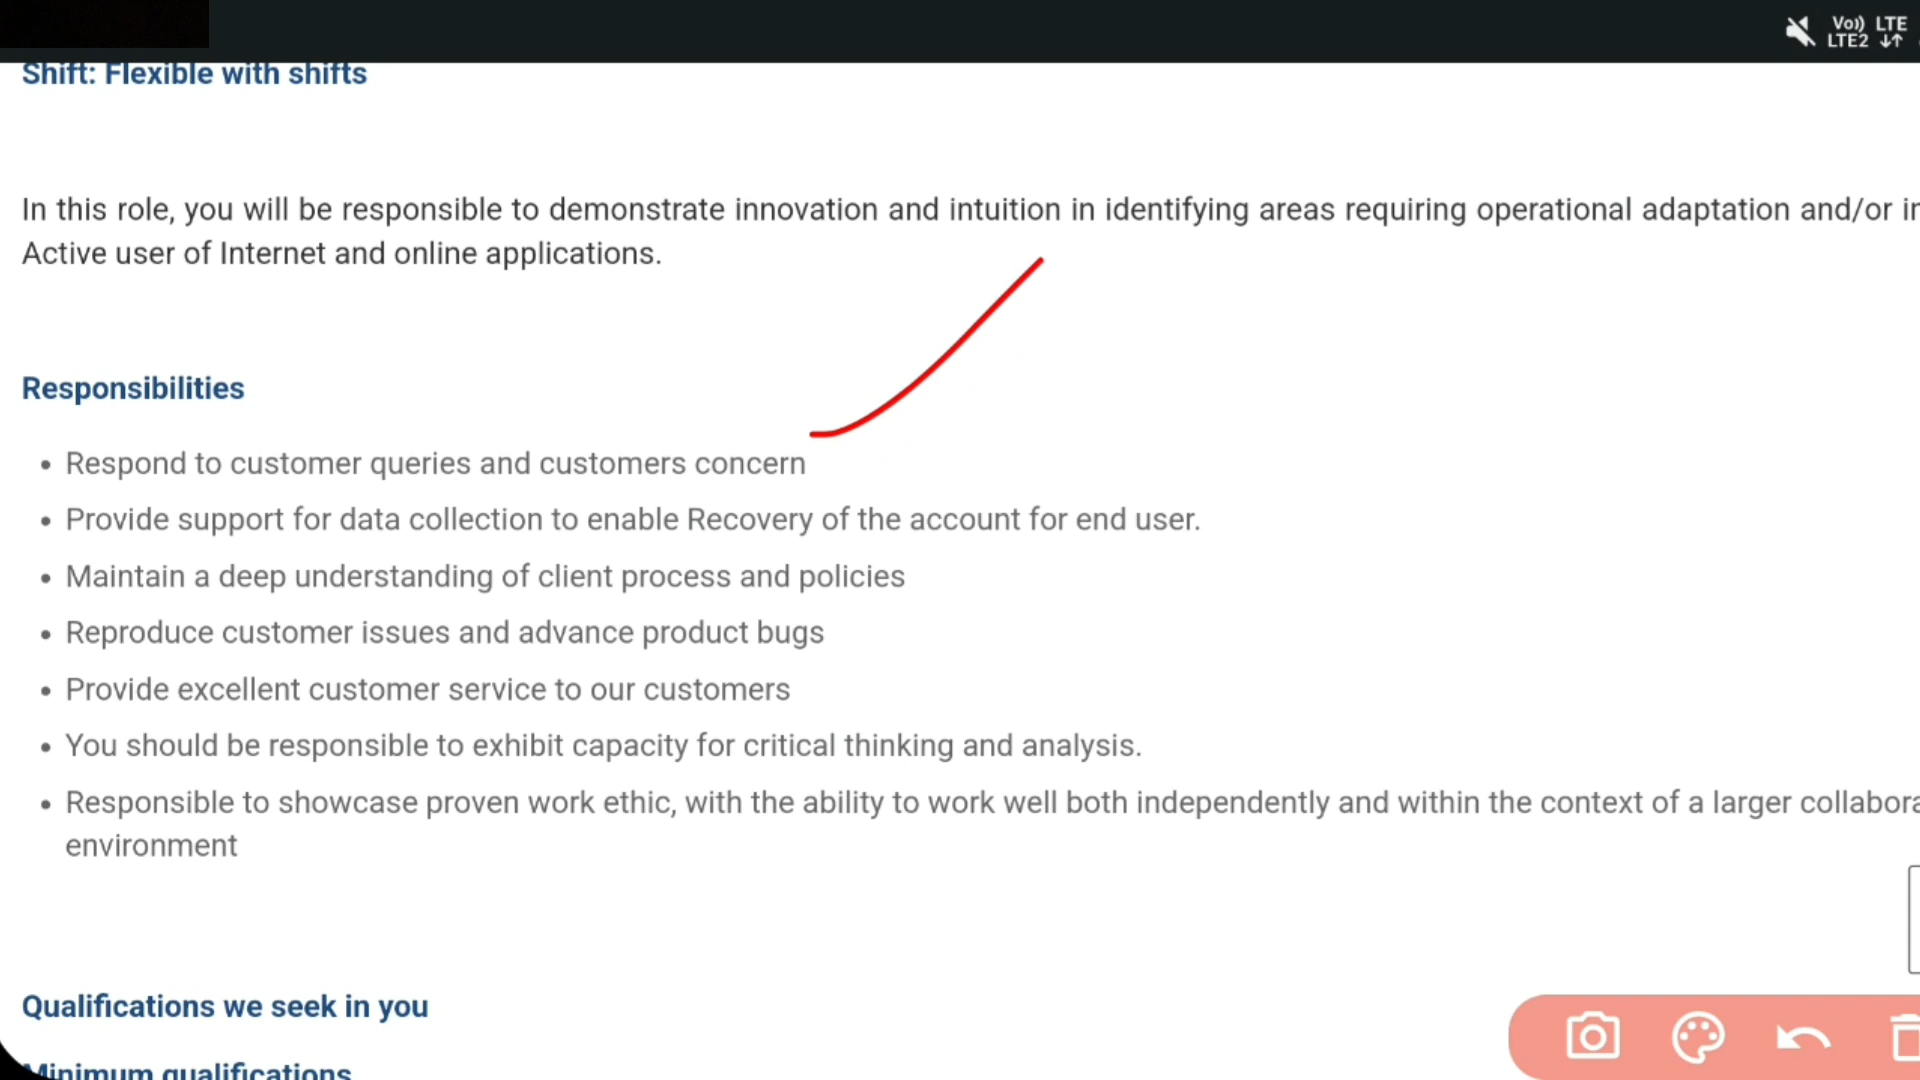 Vo)) LTE
LTE2
Shift: Flexible with shifts
In this role, you will be responsible to demonstrate innovation and intuition in identifying areas requiring operational adaptation and/or
Active user of Internet and online applications.
Responsibilities
• Respond to customer queries and customers concern
• Provide support for data collection to enable Recovery of the account for end user.
• Maintain a deep understanding of client process and policies
• Reproduce customer issues and advance product bugs
• Provide excellent customer service to our customers
• You should be responsible to exhibit capacity for critical thinking and analysis.
• Responsible to showcase proven work ethic, with the ability to work well both independently and within the context of a larger
environment
Qualifications we seek in you
Minimum qualifications